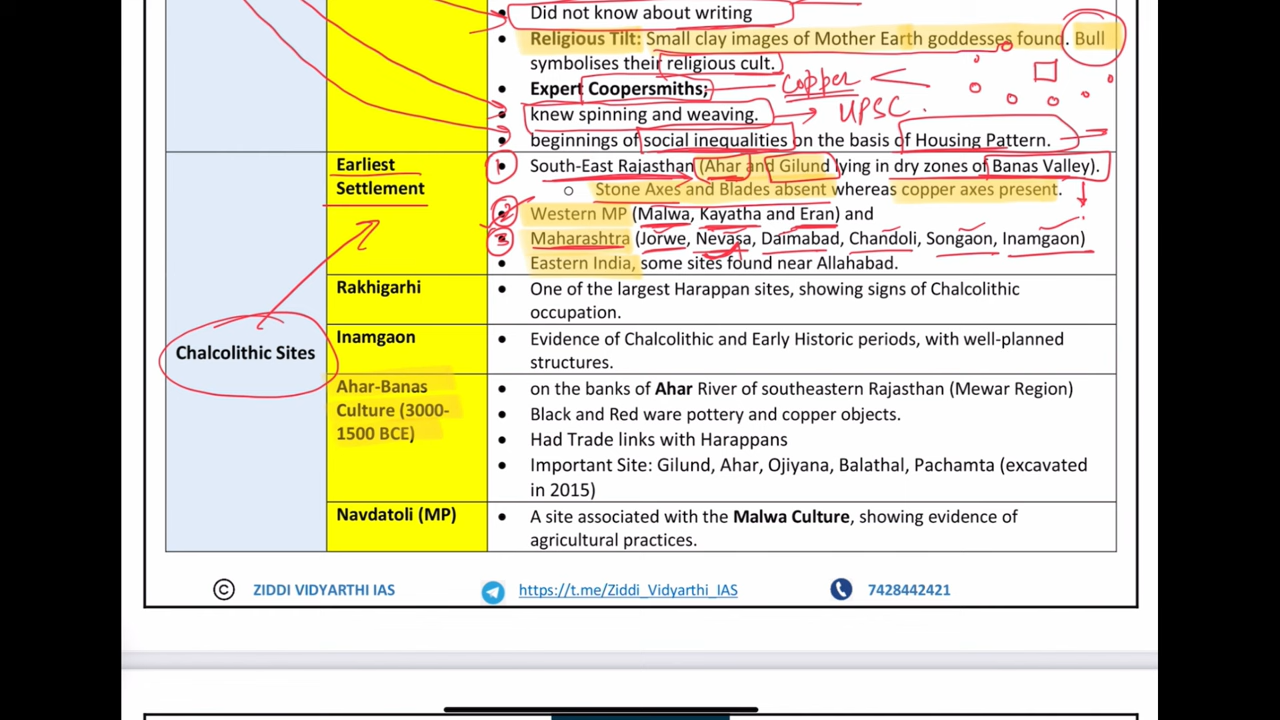 Did not know about writing
Religious Tilt: Small clay images of Mother Earth goddesses found. Bull
symbolises their religious cult.
Expert Coopersmiths;
copper
knew spinning and weaving.
UPSC.
beginnings of social inequalities on the basis of Housing Pattern.
Chalcolithic Sites
Earliest
Settlement
1
South-East Rajasthan (Ahar and Gilund lying in dry zones of Banas Valley).
Stone Axes and Blades absent whereas copper axes present.
2
Western MP (Malwa, Kayatha and Eran) and
3
Maharashtra (Jorwe, Nevasa, Daimabad, Chandoli, Songaon, Inamgaon)
Eastern India, some sites found near Allahabad.
Rakhigarhi
One of the largest Harappan sites, showing signs of Chalcolithic
occupation.
Inamgaon
Evidence of Chalcolithic and Early Historic periods, with well-planned
structures.
Ahar-Banas
Culture (3000-
1500 BCE)
on the banks of Ahar River of southeastern Rajasthan (Mewar Region)
Black and Red ware pottery and copper objects.
Had Trade links with Harappans
Important Site: Gilund, Ahar, Ojiyana, Balathal, Pachamta (excavated
in 2015)
Navdatoli (MP)
A site associated with the Malwa Culture, showing evidence of
agricultural practices.
© ZIDDI VIDYARTHI IAS
https://t.me/Ziddi_Vidyarthi_IAS
7428442421